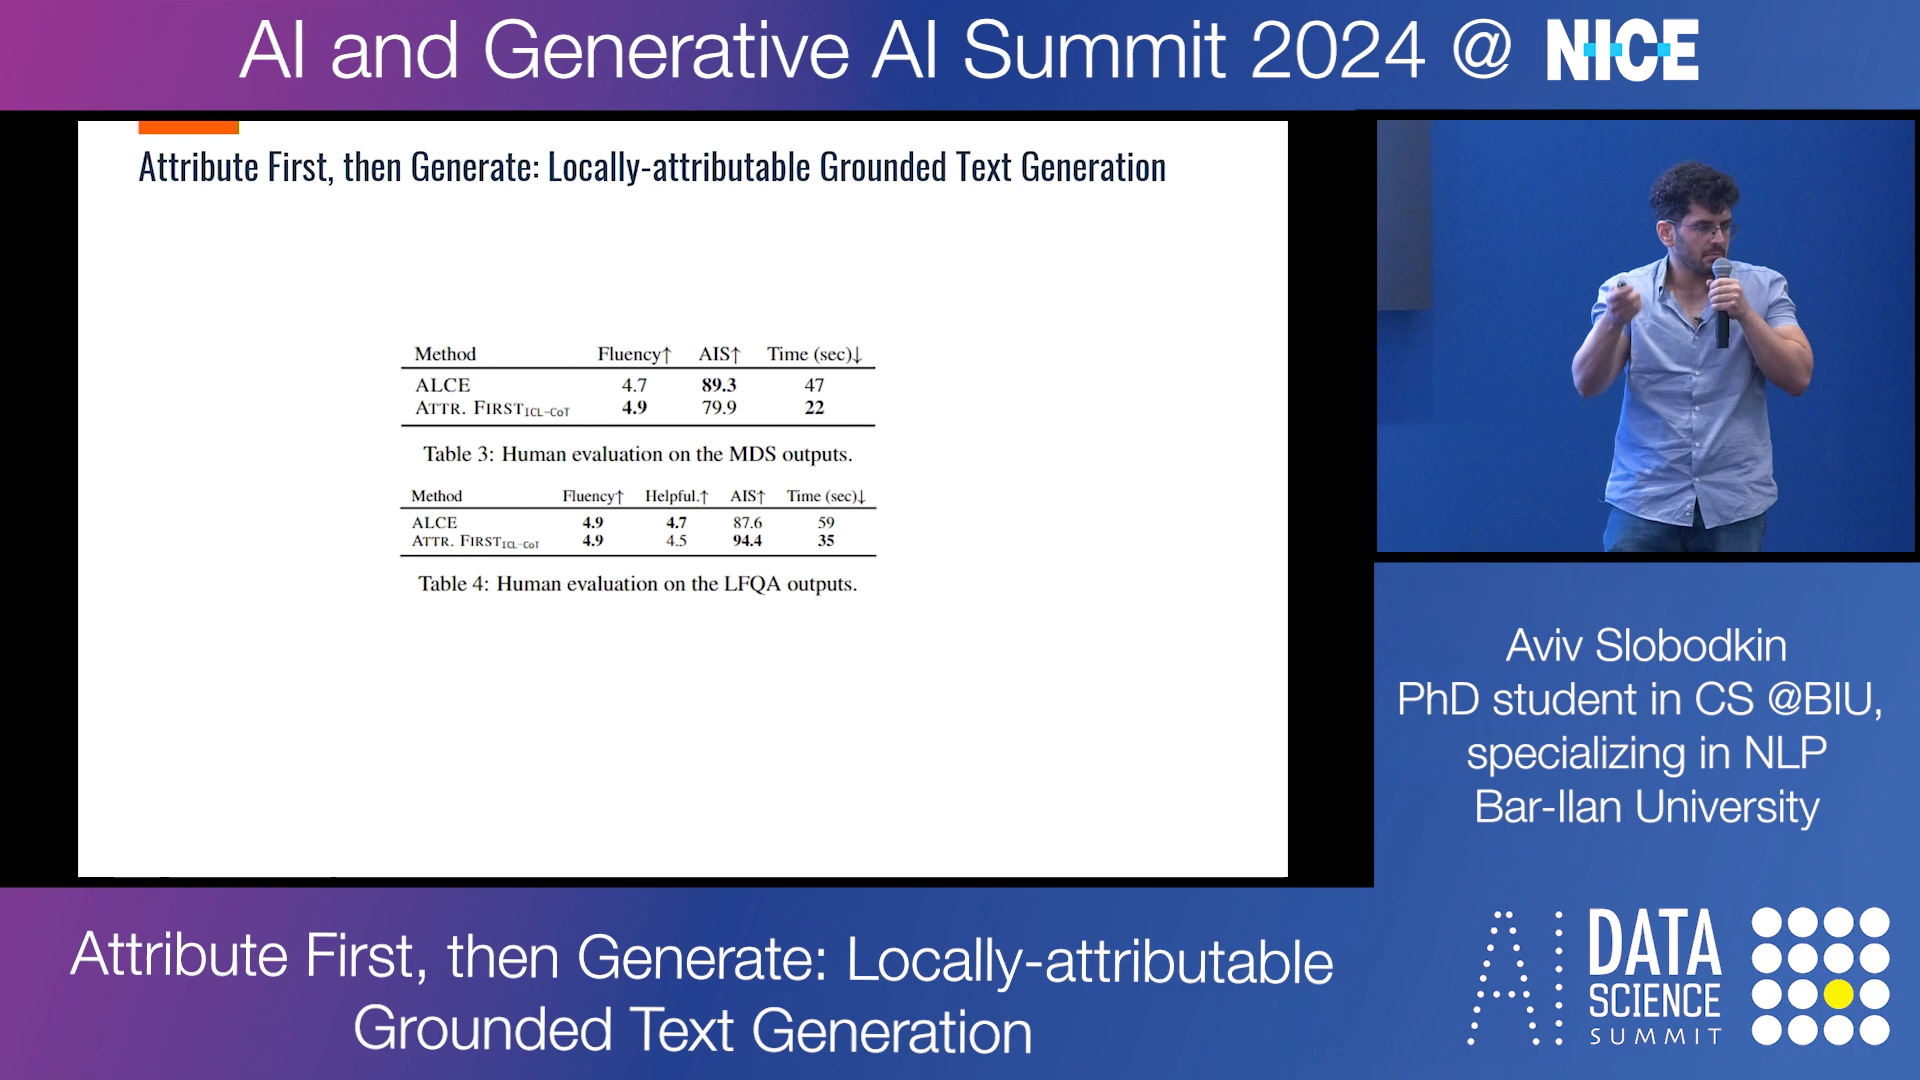 AI and Generative AI Summit 2024 @ NICE
Attribute First, then Generate: Locally-attributable Grounded Text Generation
Method Fluency↑ AIS↑ Time (sec)↓
ALCE 4.7 89.3 47
ATTR. FIRST ICL-CoT 4.9 79.9 22
Table 3: Human evaluation on the MDS outputs.
Method Fluency↑ Helpful.↑ AIS↑ Time (sec)↓
ALCE 4.9 4.7 87.6 59
ATTR. FIRST ICL-CoT 4.9 4.5 94.4 35
Table 4: Human evaluation on the LFQA outputs.
Aviv Slobodkin
PhD student in CS @BIU,
specializing in NLP
Bar-Ilan University
Attribute First, then Generate: Locally-attributable
Grounded Text Generation
AI
DATA
SCIENCE
SUMMIT